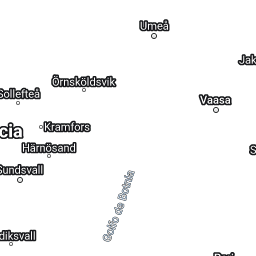 Umeå
Jak
Örnsköldsvik
Sollefteå
Vaasa
Kramfors
cia
Härnösand
S
Sundsvall
Golfo de Botnia
diksvall